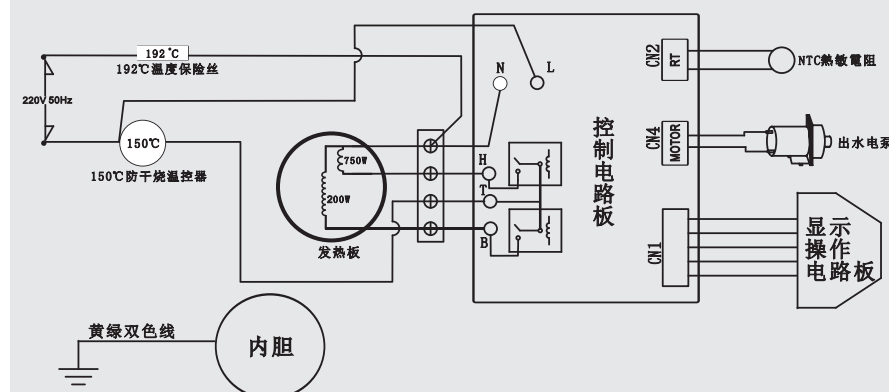 192℃
192℃温度保险丝
220V 50Hz
150℃
150℃防干烧温控器
750W
200W
发热板
N
L
H
T
B
控制电路板
CN2
RT
NTC热敏電阻
CN4
MOTOR
出水电泵
CN1
显示
操作
电路板
黄绿双色线
内胆